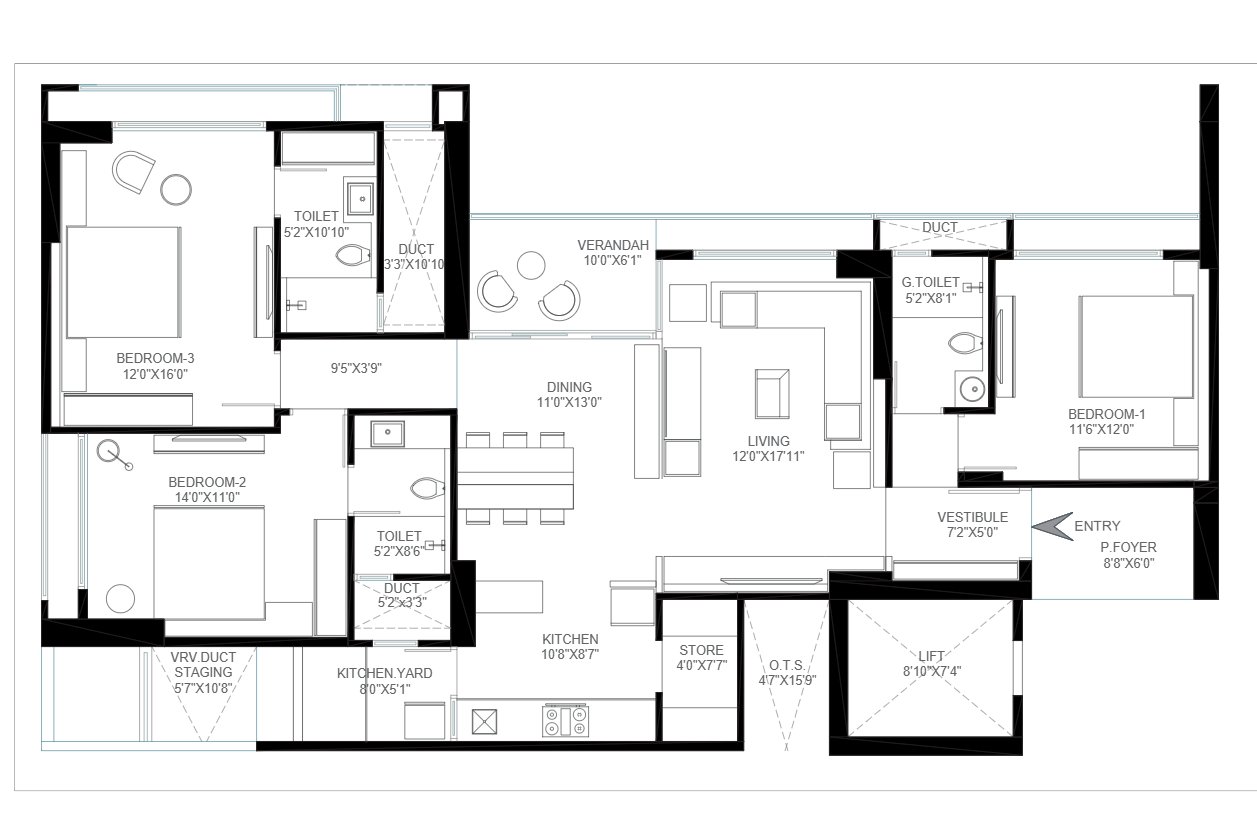 TOILET
5'2"X10'10"
DUCT
3'3"X10'10
VERANDAH
10'0"X6'1"
DUCT
G.TOILET
5'2"X8'1"
BEDROOM-3
12'0"X16'0"
9'5"X3'9"
DINING
11'0"X13'0"
LIVING
12'0"X17'11"
BEDROOM-1
11'6"X12'0"
BEDROOM-2
14'0"X11'0"
TOILET
5'2"X8'6"
VESTIBULE
7'2"X5'0"
ENTRY
P.FOYER
8'8"X6'0"
DUCT
5'2"x3'3"
KITCHEN
10'8"X8'7"
STORE
4'0"X7'7"
O.T.S.
4'7"X15'9"
LIFT
8'10"X7'4"
VRV.DUCT
STAGING
5'7"X10'8"
KITCHEN.YARD
8'0"X5'1"